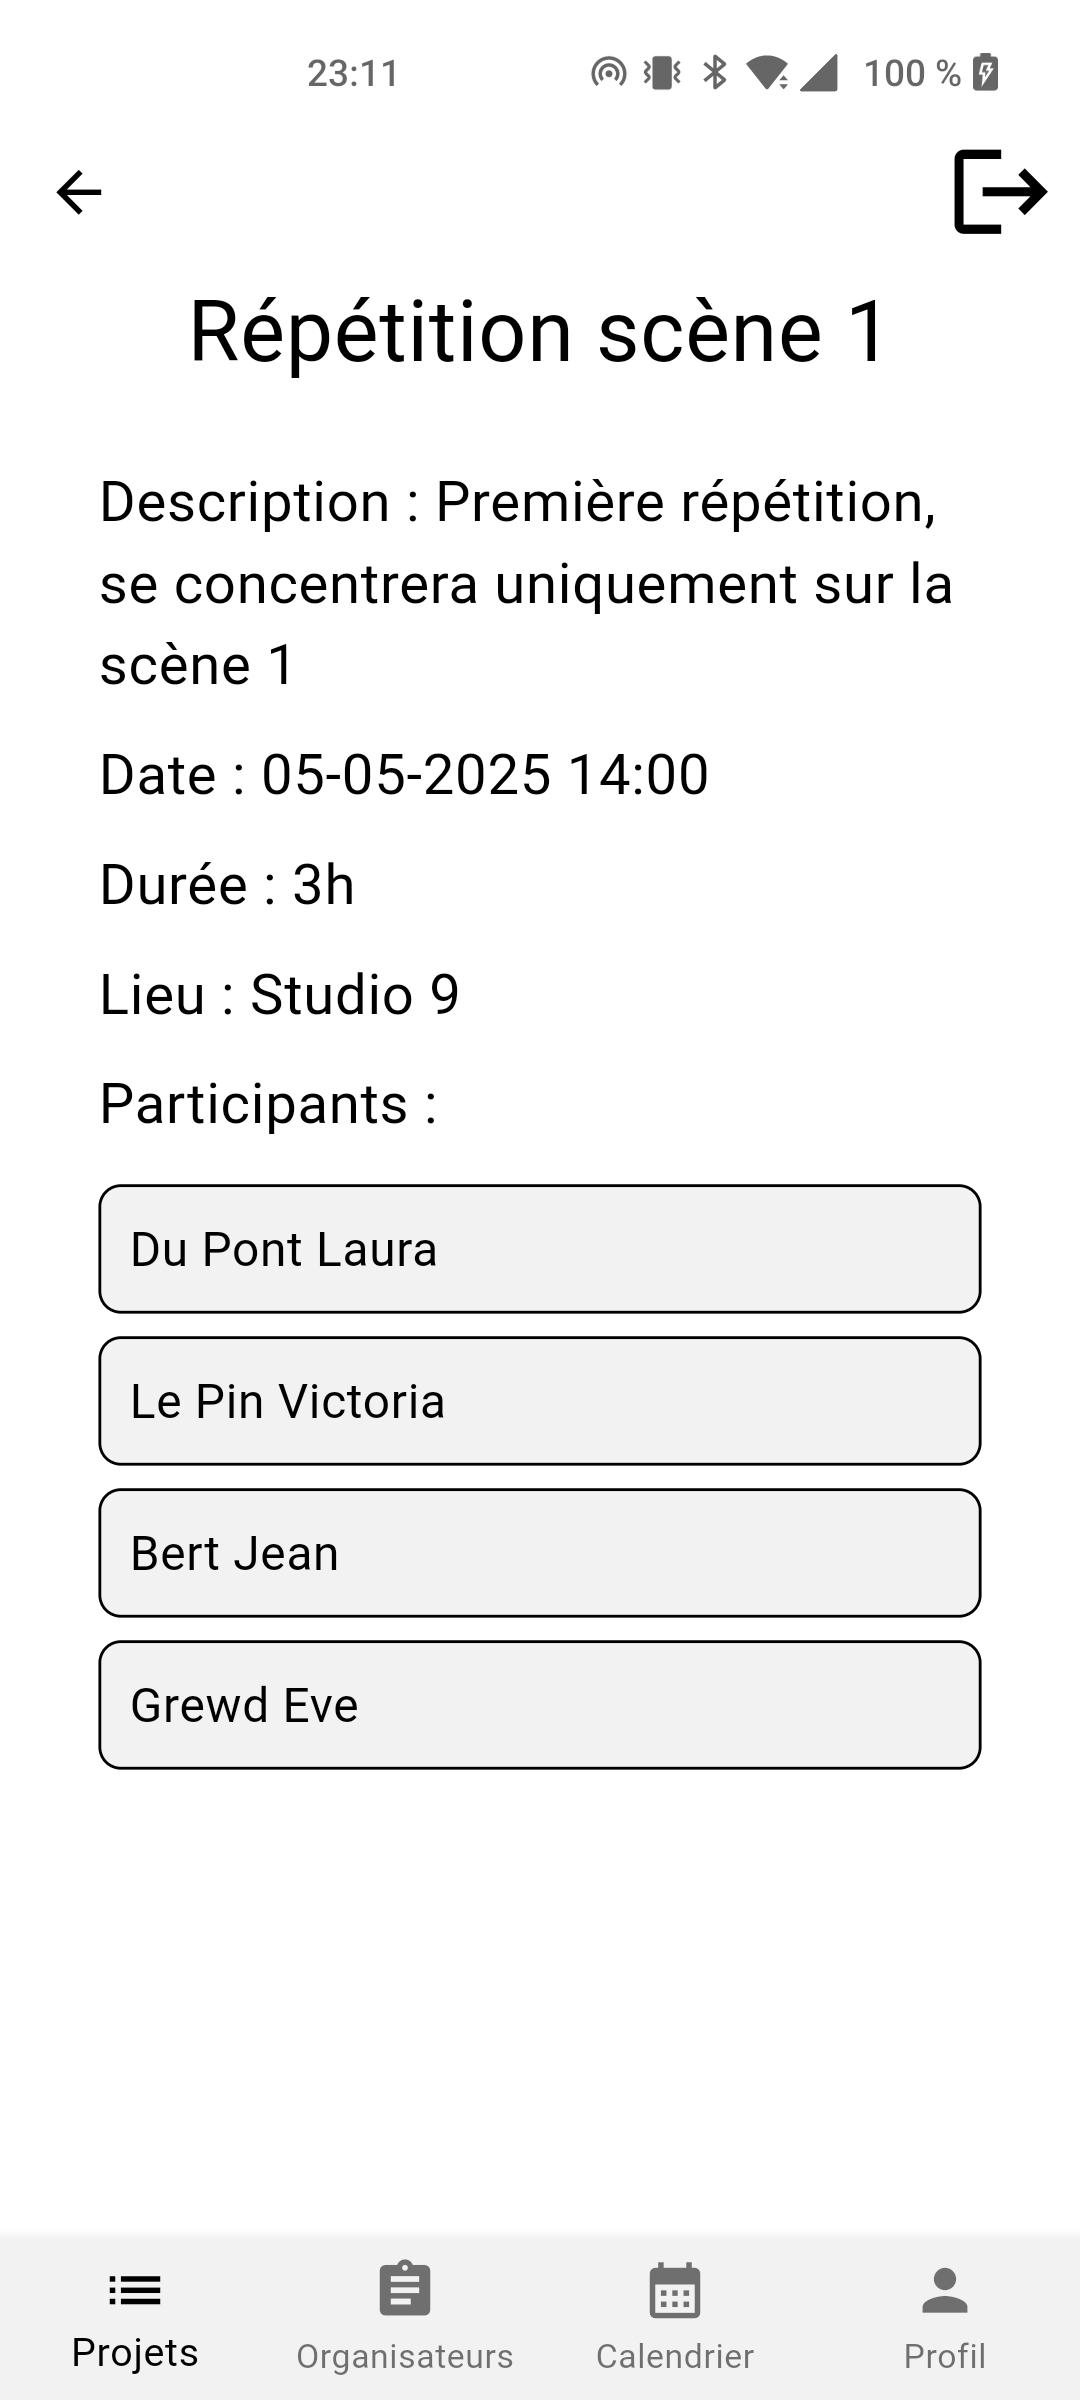 23:11
100 %
Répétition scène 1
Description : Première répétition,
se concentrera uniquement sur la
scène 1
Date : 05-05-2025 14:00
Durée : 3h
Lieu : Studio 9
Participants :
Du Pont Laura
Le Pin Victoria
Bert Jean
Grewd Eve
Projets
Organisateurs
Calendrier
Profil